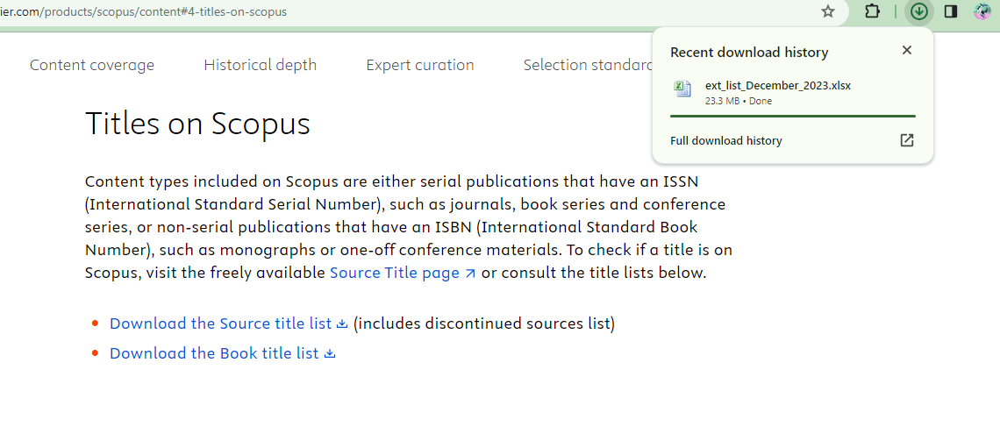 ier.com/products/scopus/content#4-titles-on-scopus
Recent download history
ext_list_December_2023.xlsx
23.3 MB • Done
Full download history
Content coverage
Historical depth
Expert curation
Selection standard
Titles on Scopus
Content types included on Scopus are either serial publications that have an ISSN
(International Standard Serial Number), such as journals, book series and conference
series, or non-serial publications that have an ISBN (International Standard Book
Number), such as monographs or one-off conference materials. To check if a title is on
Scopus, visit the freely available Source Title page or consult the title lists below.
Download the Source title list (includes discontinued sources list)
Download the Book title list